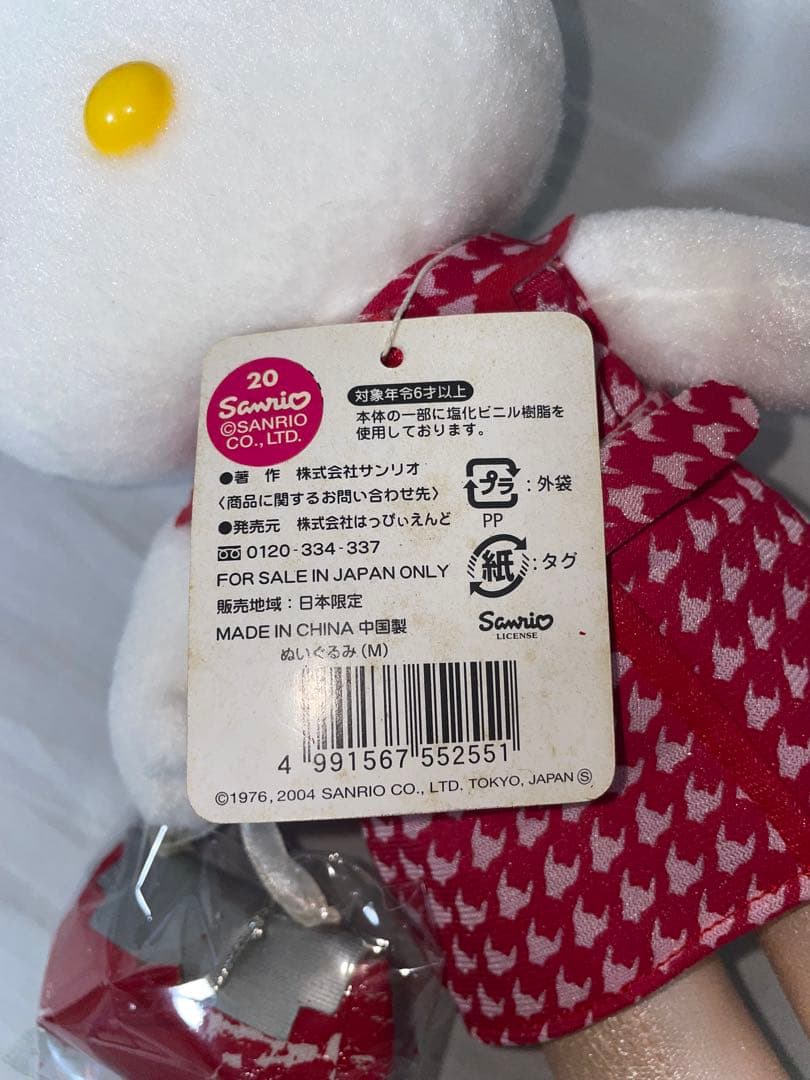 20
Sanrio
©SANRIO
CO., LTD.
対象年令6才以上
本体の一部に塩化ビニル樹脂を
使用しております。
●著 作 株式会社サンリオ
〈商品に関するお問い合わせ先〉
●発売元 株式会社はっぴぃえんど
0120-334-337
FOR SALE IN JAPAN ONLY
販売地域：日本限定
MADE IN CHINA 中国製
ぬいぐるみ(M)
プラ：外袋
PP
紙：タグ
Sanrio
LICENSE
4 991567 552551
©1976, 2004 SANRIO CO., LTD. TOKYO, JAPAN Ⓢ